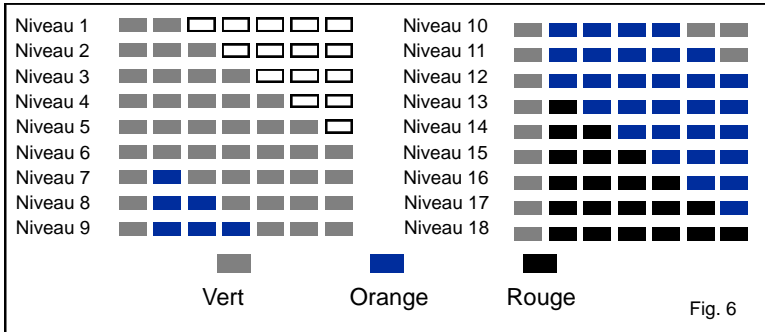 Niveau 1
Niveau 2
Niveau 3
Niveau 4
Niveau 5
Niveau 6
Niveau 7
Niveau 8
Niveau 9
Niveau 10
Niveau 11
Niveau 12
Niveau 13
Niveau 14
Niveau 15
Niveau 16
Niveau 17
Niveau 18
Vert Orange Rouge
Fig. 6